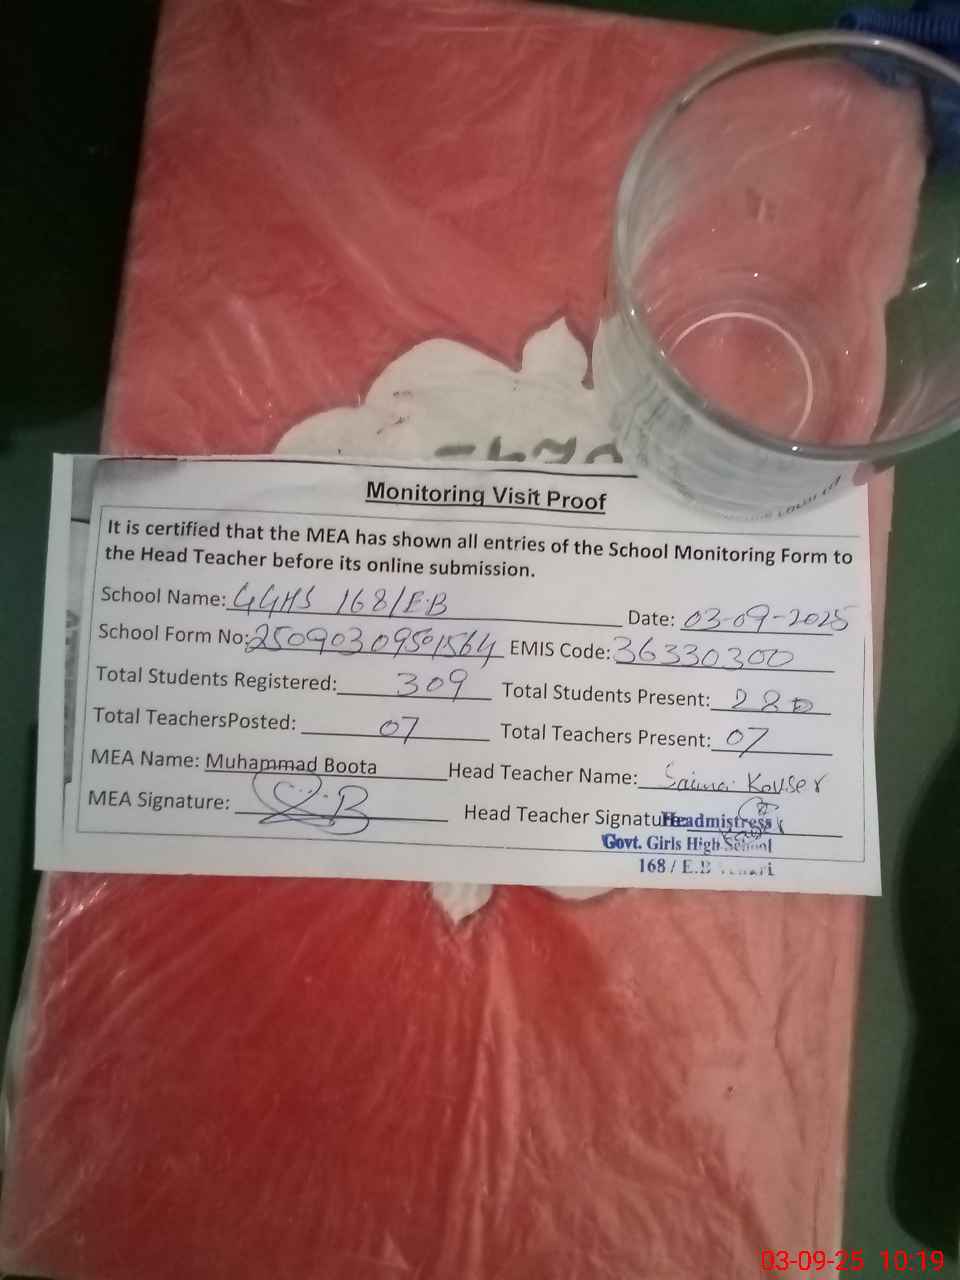 Monitoring Visit Proof
It is certified that the MEA has shown all entries of the School Monitoring Form to
the Head Teacher before its online submission.
School Name: GGHS 168/E.B Date: 03-09-2025
School Form No: 25090309501564 EMIS Code: 36330300
Total Students Registered: 309 Total Students Present: 280
Total TeachersPosted: 07 Total Teachers Present: 07
MEA Name: Muhammad Boota Head Teacher Name: Saima Kouser
MEA Signature: Head Teacher Signature
Headmistress
Govt. Girls High School
168 / E.B
03-09-25 10:19